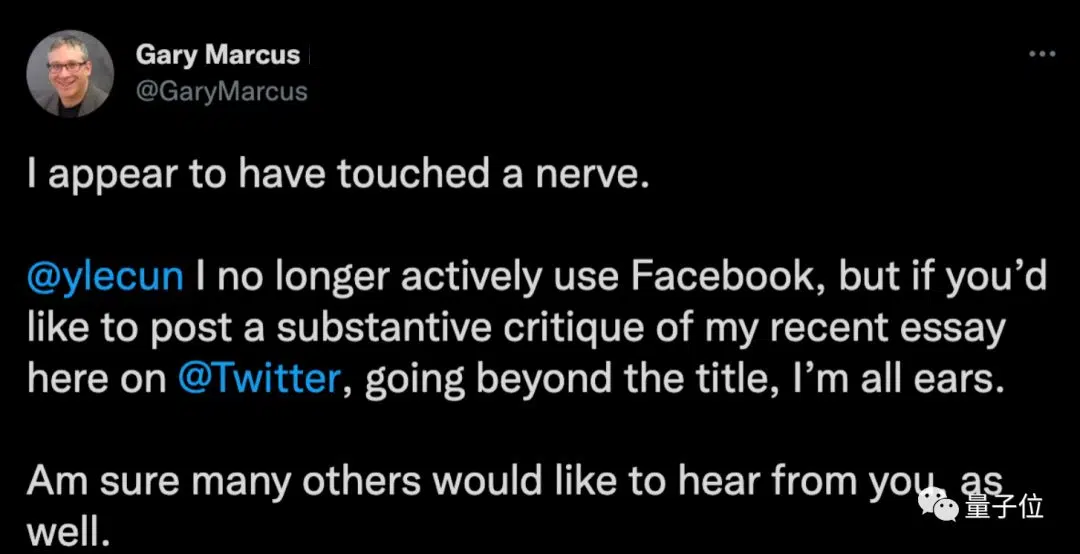 Gary Marcus
@GaryMarcus
I appear to have touched a nerve.
@ylecun I no longer actively use Facebook, but if you’d
like to post a substantive critique of my recent essay
here on @Twitter, going beyond the title, I’m all ears.
Am sure many others would like to hear from you, as
well.
量子位